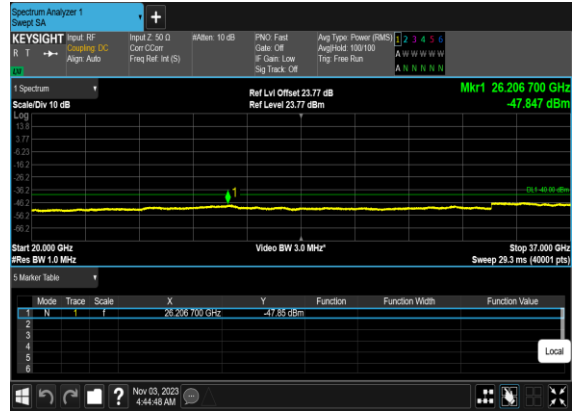 Spectrum Analyzer 1
Swept SA
+
KEYSIGHT Input: RF Input Z: 50 Ω #Atten: 10 dB PNO: Fast Avg Type: Power (RMS) 1 2 3 4 5 6
R T Coupling: DC Corr CCorr Gate: Off Avg|Hold: 100/100 A W W W W W
Align: Auto Freq Ref: Int (S) IF Gain: Low Trig: Free Run
LXI Sig Track: Off A N N N N N
1 Spectrum
Ref Lvl Offset 23.77 dB Mkr1 26.206 700 GHz
Scale/Div 10 dB Ref Level 23.77 dBm -47.847 dBm
Log
13.8
3.77
-6.23
-16.2
-26.2
-36.2 1 DL1 -40.00 dBm
-46.2
-56.2
-66.2
Start 20.000 GHz Video BW 3.0 MHz* Stop 37.000 GHz
#Res BW 1.0 MHz Sweep 29.3 ms (40001 pts)
5 Marker Table
Mode Trace Scale X Y Function Function Width Function Value
1 N 1 f 26.206 700 GHz -47.85 dBm
2
3
4
5
6
Local
? Nov 03, 2023
4:44:48 AM